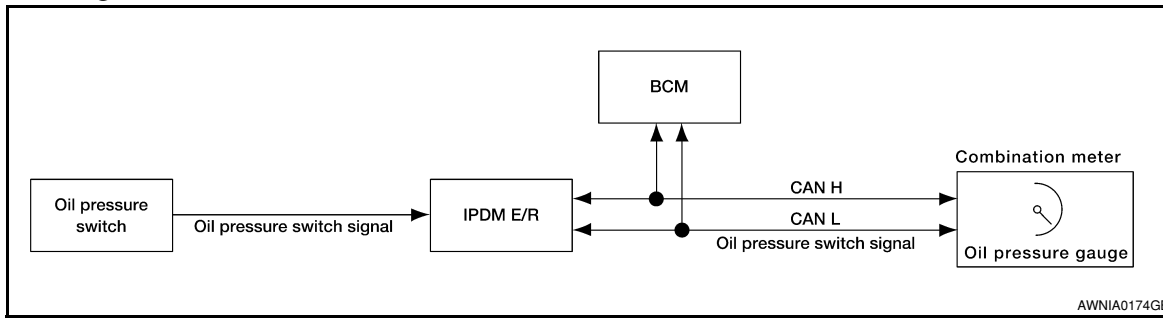 BCM
Combination meter
Oil pressure
switch
Oil pressure switch signal
IPDM E/R
CAN H
CAN L
Oil pressure switch signal
Oil pressure gauge